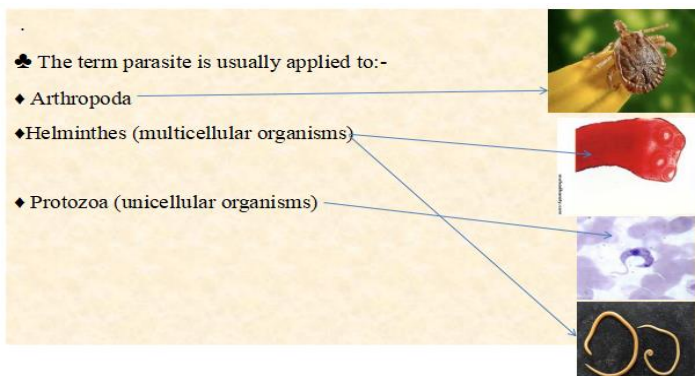 .
♣ The term parasite is usually applied to:-
♦ Arthropoda
♦Helminthes (multicellular organisms)
♦ Protozoa (unicellular organisms)